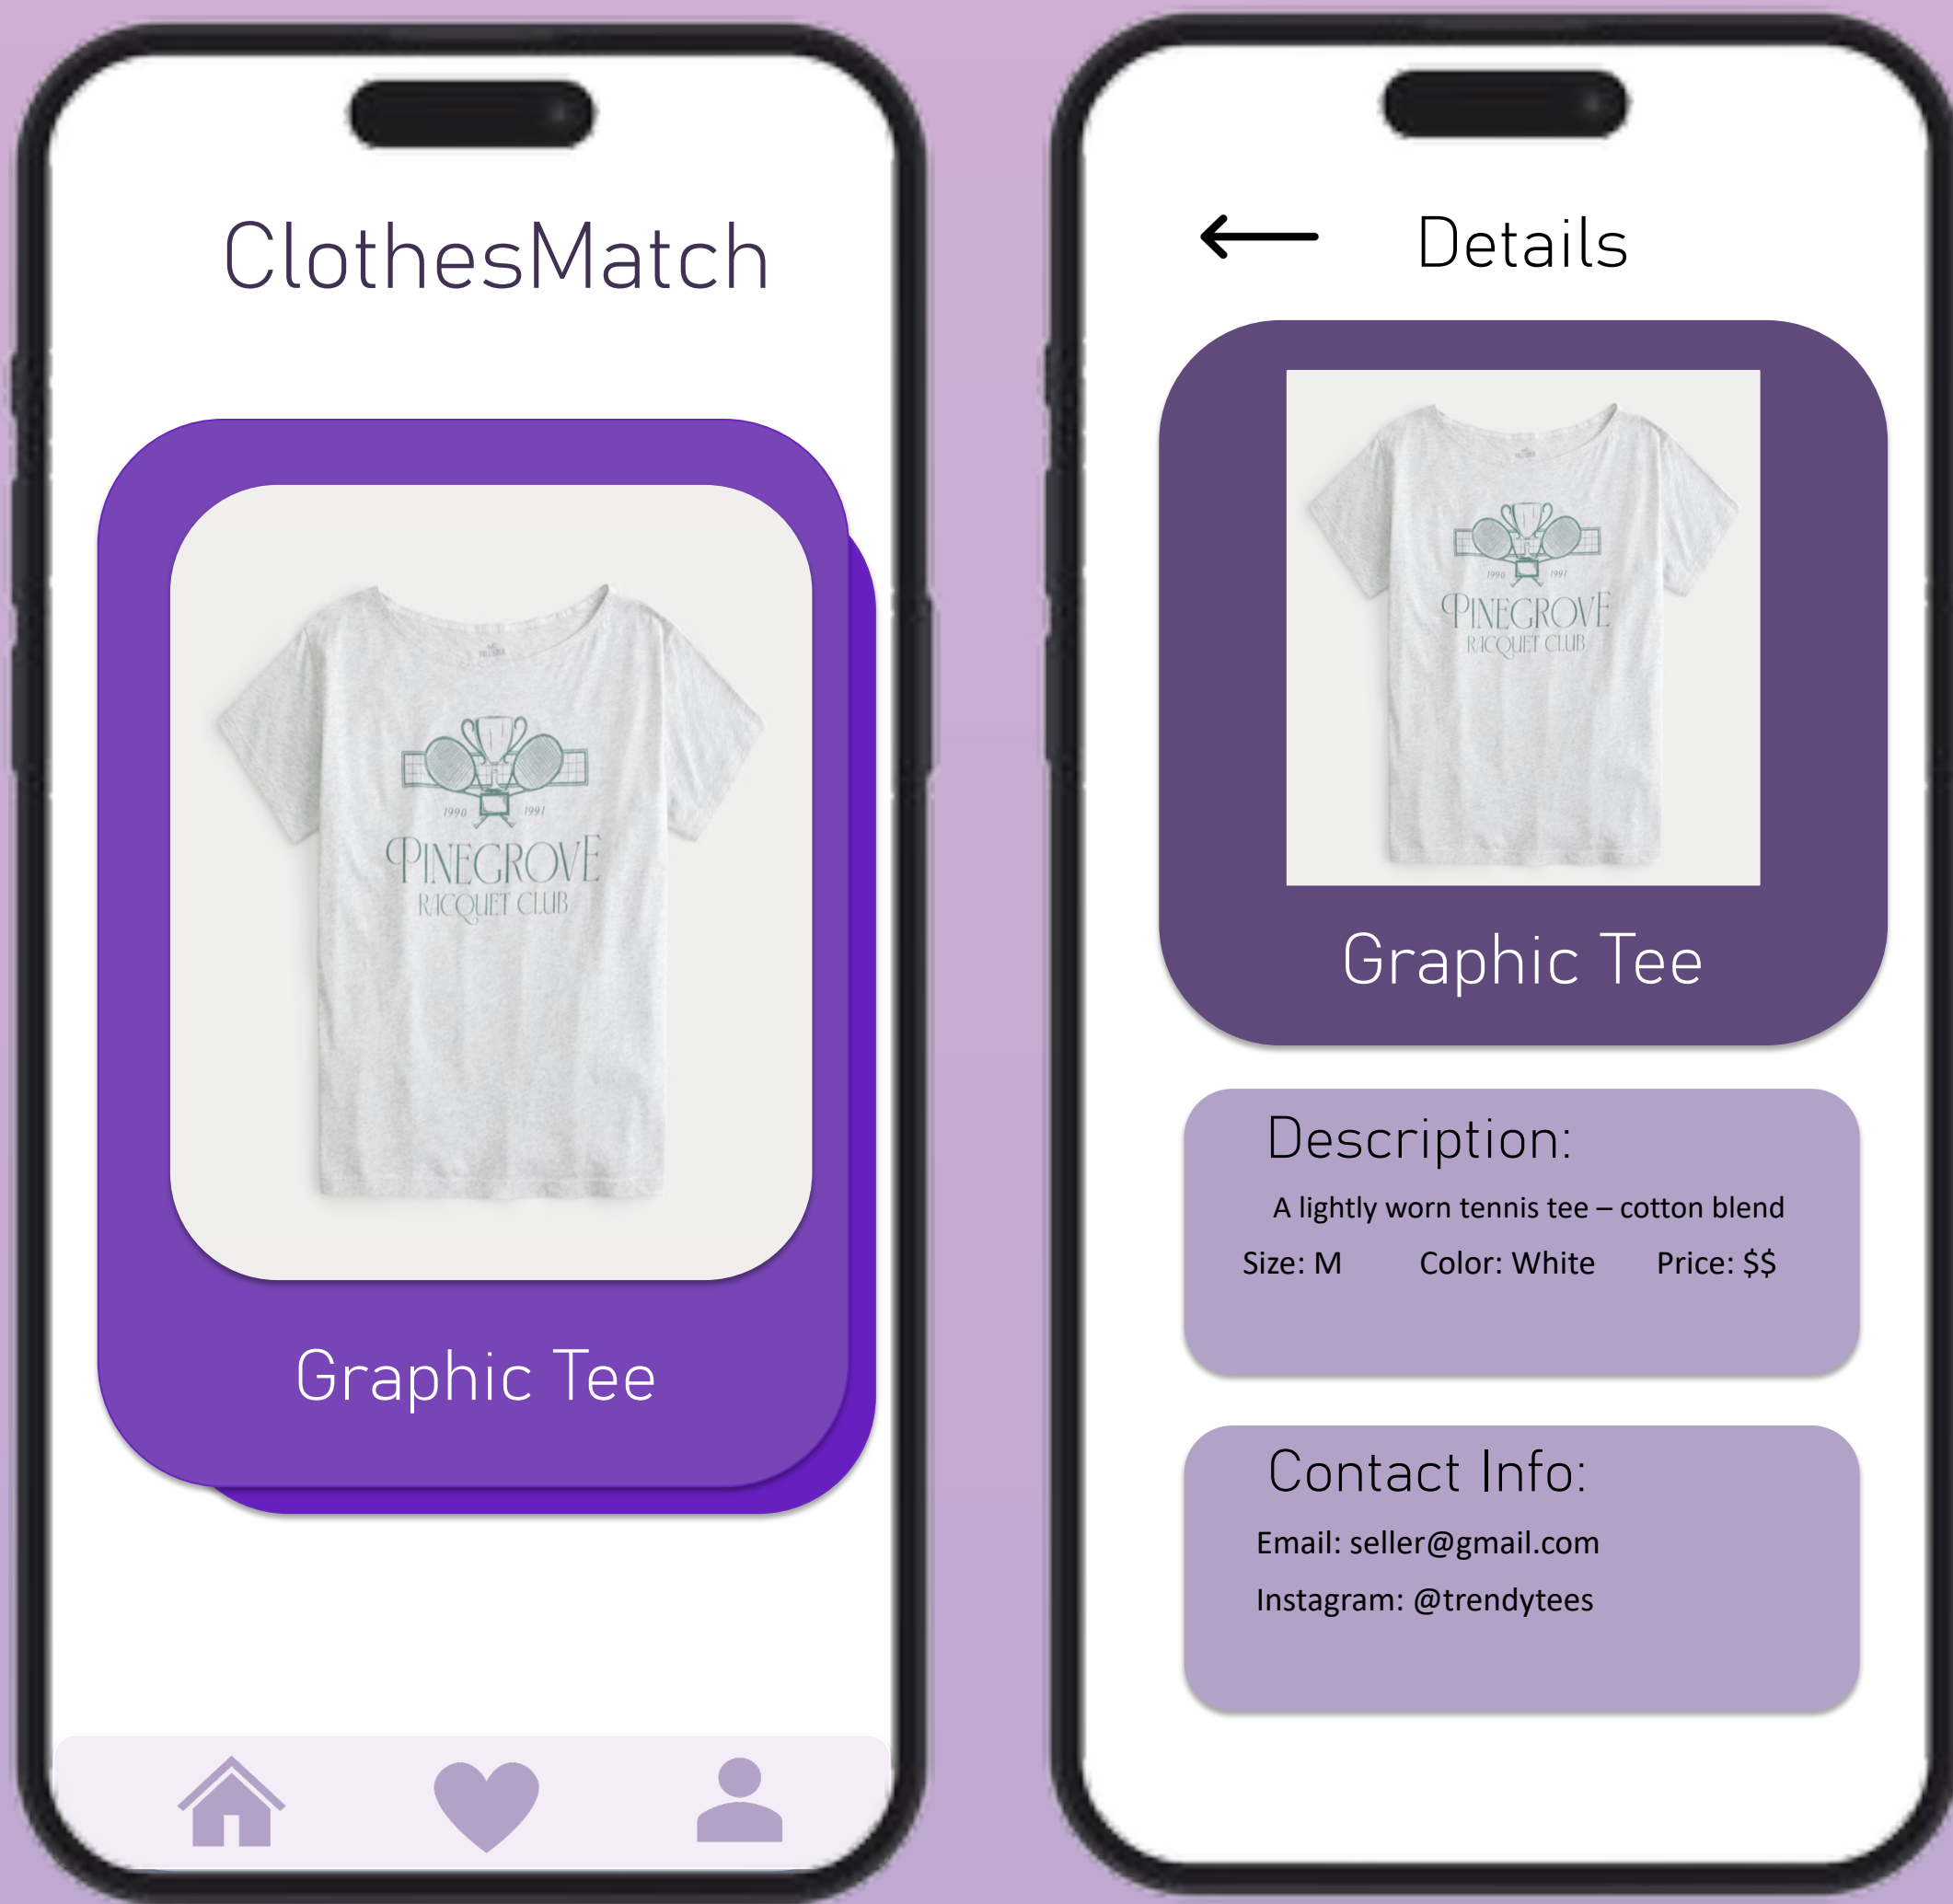 ClothesMatch
1990 1991
PINEGROVE
RACQUET CLUB
Graphic Tee
Details
1990 1991
PINEGROVE
RACQUET CLUB
Graphic Tee
Description:
A lightly worn tennis tee – cotton blend
Size: M Color: White Price: $$
Contact Info:
Email: seller@gmail.com
Instagram: @trendytees